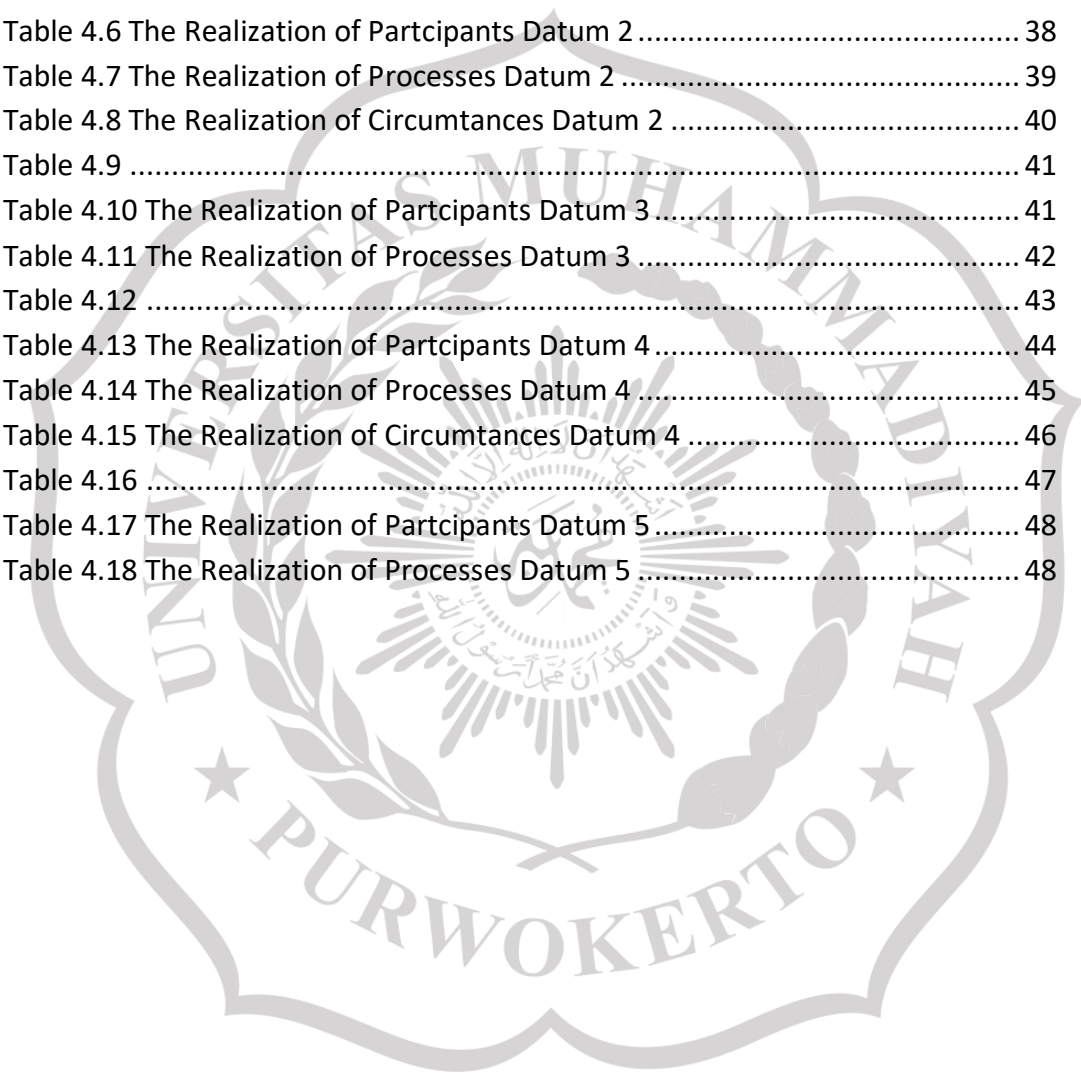 Table 4.6 The Realization of Partcipants Datum 2 ................................................ 38
Table 4.7 The Realization of Processes Datum 2 .................................................. 39
Table 4.8 The Realization of Circumtances Datum 2 ........................................... 40
Table 4.9 ............................................................................................................... 41
Table 4.10 The Realization of Partcipants Datum 3 .............................................. 41
Table 4.11 The Realization of Processes Datum 3 ................................................ 42
Table 4.12 ............................................................................................................. 43
Table 4.13 The Realization of Partcipants Datum 4 .............................................. 44
Table 4.14 The Realization of Processes Datum 4 ................................................ 45
Table 4.15 The Realization of Circumtances Datum 4 ......................................... 46
Table 4.16 ............................................................................................................. 47
Table 4.17 The Realization of Partcipants Datum 5 .............................................. 48
Table 4.18 The Realization of Processes Datum 5 ................................................ 48
UNIVERSITAS MUHAMMADIYAH
PURWOKERTO